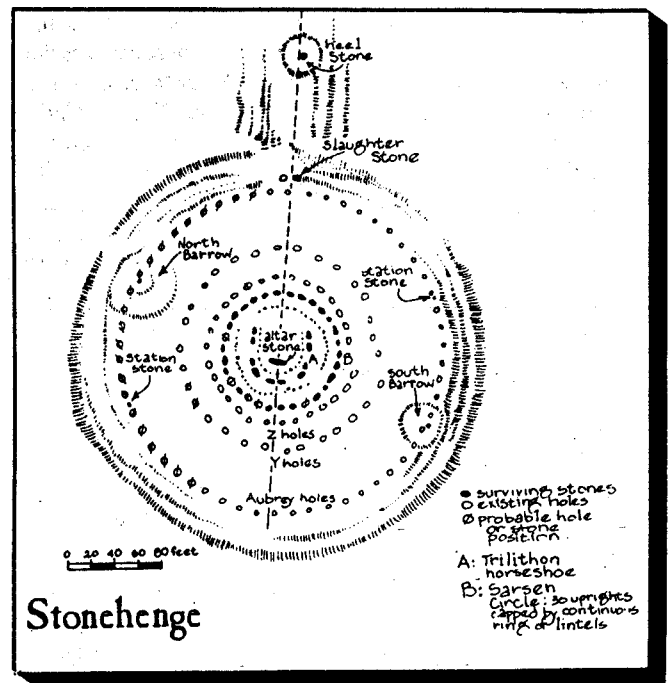 Heel
Stone
Slaughter
Stone
North
Barrow
Station
Stone
altar
stone
A
B
Station
stone
South
Barrow
Z holes
Y holes
Aubrey holes
surviving stones
existing holes
probable hole
or stone
position
A: Trilithon
horseshoe
B: Sarsen
Circle: 30 uprights
capped by continuous
ring of lintels
0 20 40 60 80 feet
Stonehenge